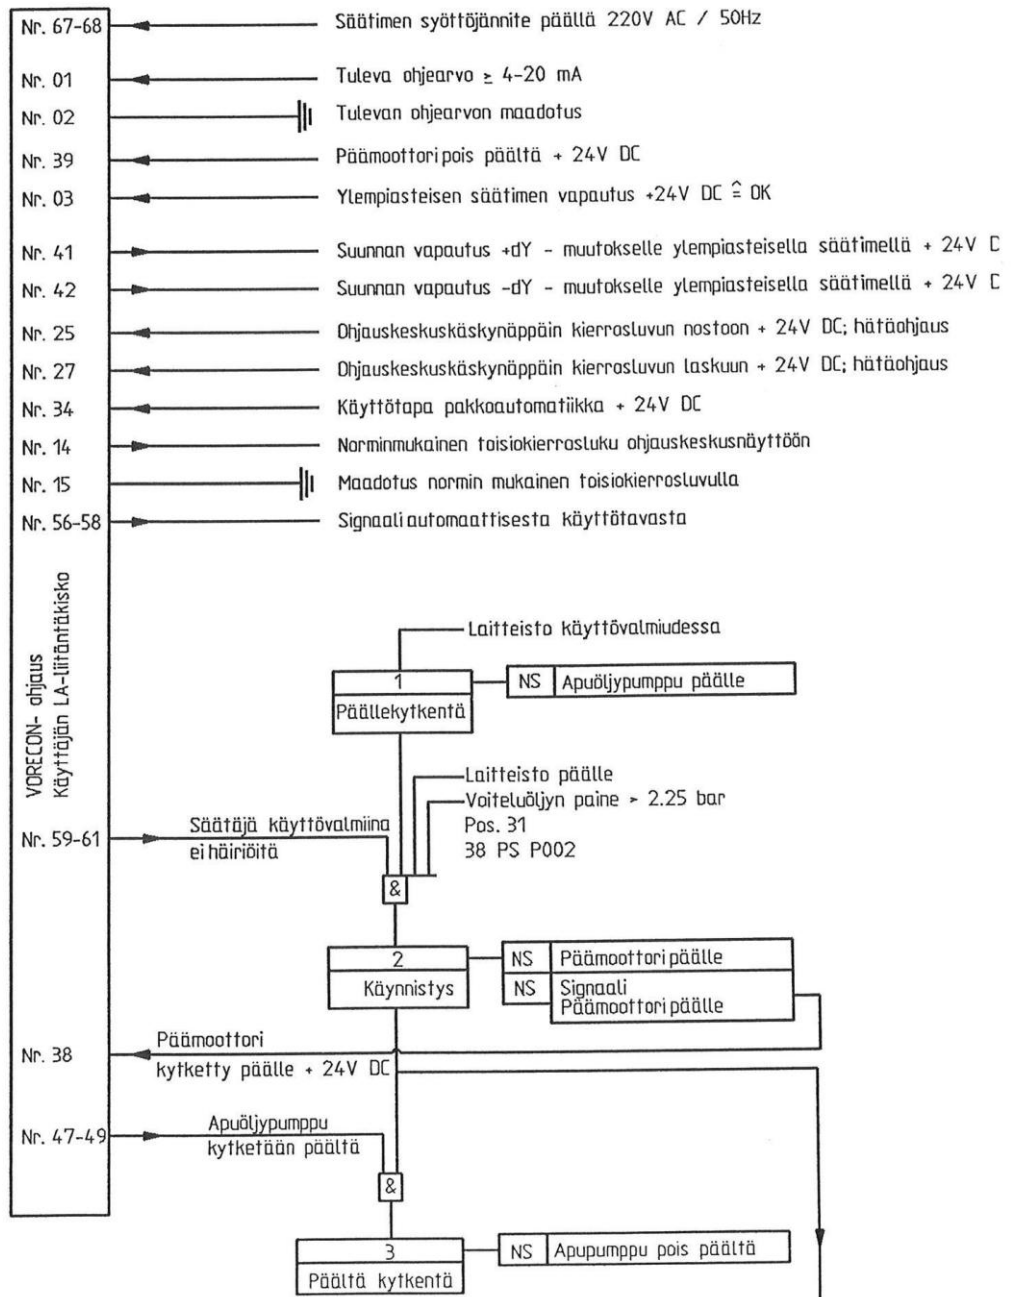 Nr. 67-68 Säätimen syöttöjännite päällä 220V AC / 50Hz
Nr. 01 Tuleva ohjearvo ≥ 4-20 mA
Nr. 02 Tulevan ohjearvon maadotus
Nr. 39 Päämoottori pois päältä + 24V DC
Nr. 03 Ylempiasteisen säätimen vapautus +24V DC ≙ OK
Nr. 41 Suunnan vapautus +dY - muutokselle ylempiasteisella säätimellä + 24V D
Nr. 42 Suunnan vapautus -dY - muutokselle ylempiasteisella säätimellä + 24V D
Nr. 25 Ohjauskeskuskäskynäppäin kierrosluvun nostoon + 24V DC; hätäohjaus
Nr. 27 Ohjauskeskuskäskynäppäin kierrosluvun laskuun + 24V DC; hätäohjaus
Nr. 34 Käyttötapa pakkoautomatiikka + 24V DC
Nr. 14 Norminmukainen toisiokierrosluku ohjauskeskusnäyttöön
Nr. 15 Maadotus normin mukainen toisiokierrosluvulla
Nr. 56-58 Signaali automaattisesta käyttötavasta
VORECON- ohjaus
Käyttäjän LA-liitäntäkisko
Laitteisto käyttövalmiudessa
1
Päällekytkentä
NS Apuöljypumppu päälle
Laitteisto päälle
Voiteluöljyn paine > 2.25 bar
Pos. 31
38 PS P002
Nr. 59-61 Säätäjä käyttövalmiina
ei häiriöitä
&
2
Käynnistys
NS Päämoottori päälle
NS Signaali
Päämoottori päälle
Nr. 38 Päämoottori
kytketty päälle + 24V DC
Nr. 47-49 Apuöljypumppu
kytketään päältä
&
3
Päältä kytkentä
NS Apupumppu pois päältä